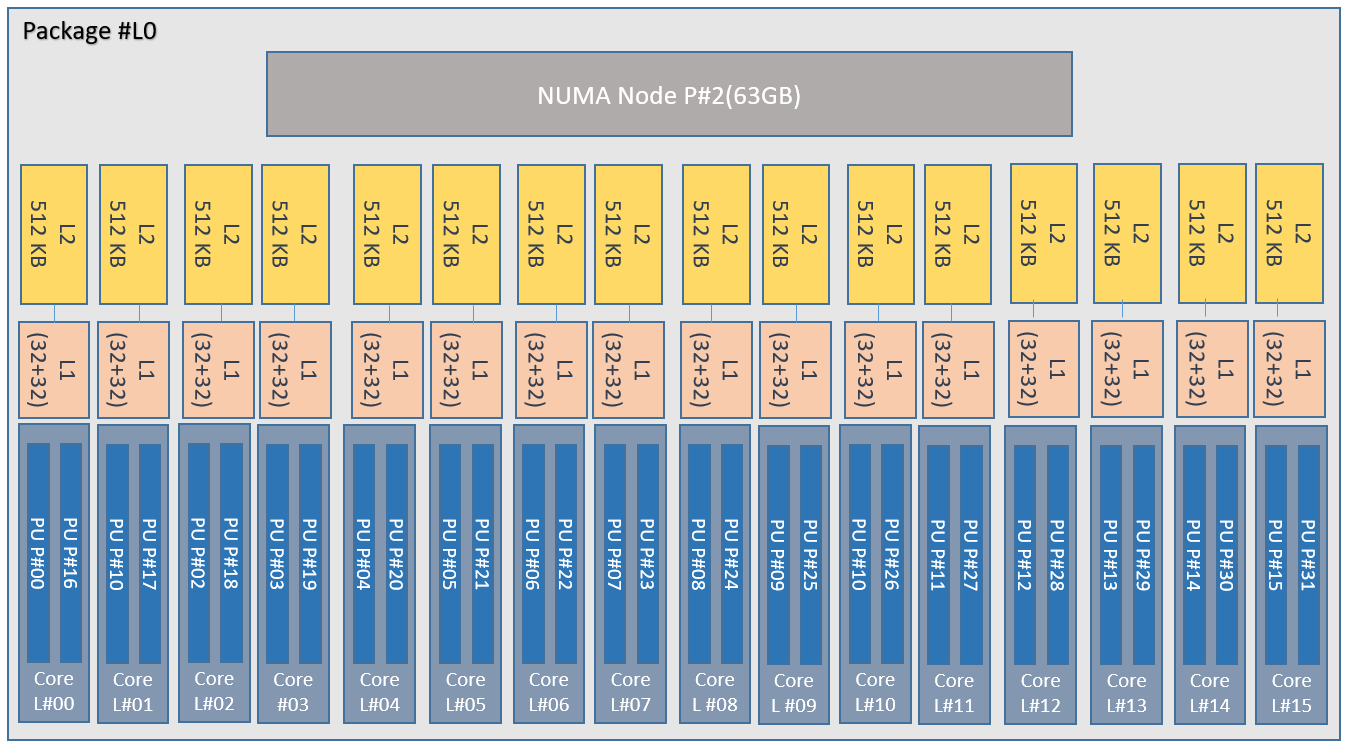 Package #L0
NUMA Node P#2(63GB)
L2
512 KB
L2
512 KB
L2
512 KB
L2
512 KB
L2
512 KB
L2
512 KB
L2
512 KB
L2
512 KB
L2
512 KB
L2
512 KB
L2
512 KB
L2
512 KB
L2
512 KB
L2
512 KB
L2
512 KB
L2
512 KB
L1
(32+32)
L1
(32+32)
L1
(32+32)
L1
(32+32)
L1
(32+32)
L1
(32+32)
L1
(32+32)
L1
(32+32)
L1
(32+32)
L1
(32+32)
L1
(32+32)
L1
(32+32)
L1
(32+32)
L1
(32+32)
L1
(32+32)
L1
(32+32)
PU P#00
PU P#16
PU P#10
PU P#17
PU P#02
PU P#18
PU P#03
PU P#19
PU P#04
PU P#20
PU P#05
PU P#21
PU P#06
PU P#22
PU P#07
PU P#23
PU P#08
PU P#24
PU P#09
PU P#25
PU P#10
PU P#26
PU P#11
PU P#27
PU P#12
PU P#28
PU P#13
PU P#29
PU P#14
PU P#30
PU P#15
PU P#31
Core
L#00
Core
L#01
Core
L#02
Core
#03
Core
L#04
Core
L#05
Core
L#06
Core
L#07
Core
L #08
Core
L #09
Core
L#10
Core
L#11
Core
L#12
Core
L#13
Core
L#14
Core
L#15